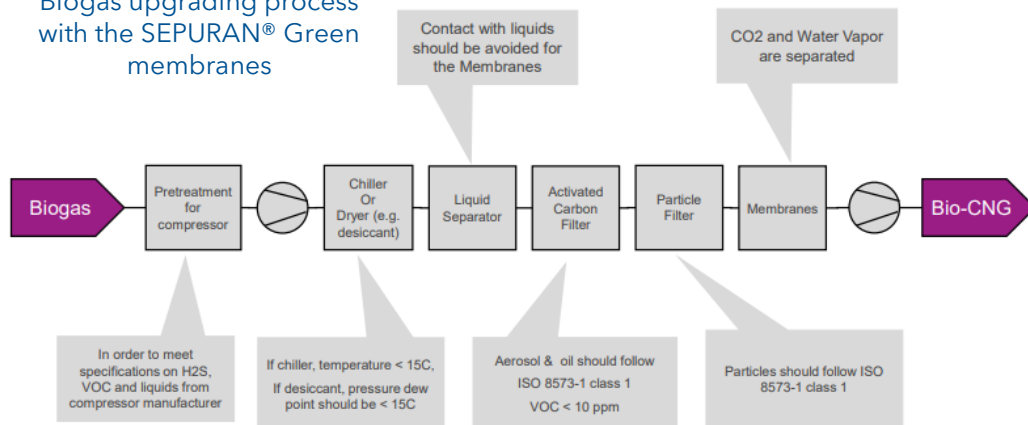 Biogas upgrading process
with the SEPURAN® Green
membranes
Contact with liquids
should be avoided for
the Membranes
CO2 and Water Vapor
are separated
Biogas
Pretreatment
for
compressor
Chiller
Or
Dryer (e.g.
desiccant)
Liquid
Separator
Activated
Carbon
Filter
Particle
Filter
Membranes
Bio-CNG
In order to meet
specifications on H2S,
VOC and liquids from
compressor manufacturer
If chiller, temperature < 15C,
If desiccant, pressure dew
point should be < 15C
Aerosol & oil should follow
ISO 8573-1 class 1
VOC < 10 ppm
Particles should follow ISO
8573-1 class 1